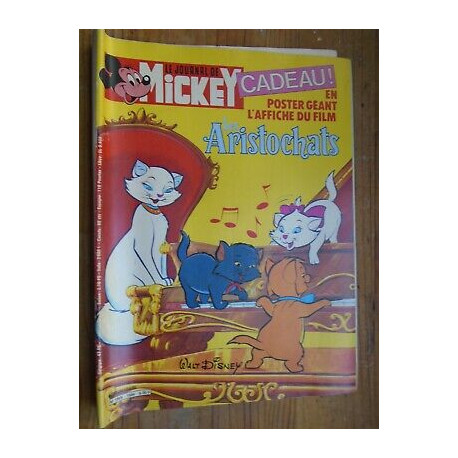 LE JOURNAL DE
MICKEY
CADEAU!
EN
POSTER GEANT
L'AFFICHE DU FILM
Les
Aristochats
WALT DISNEY